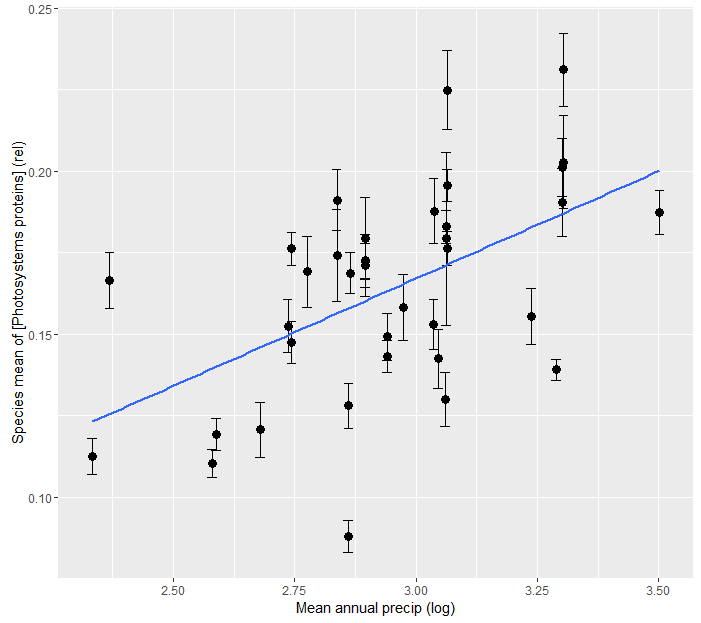 0.25
0.20
0.15
0.10
Species mean of [Photosystems proteins] (rel)
2.50 2.75 3.00 3.25 3.50
Mean annual precip (log)